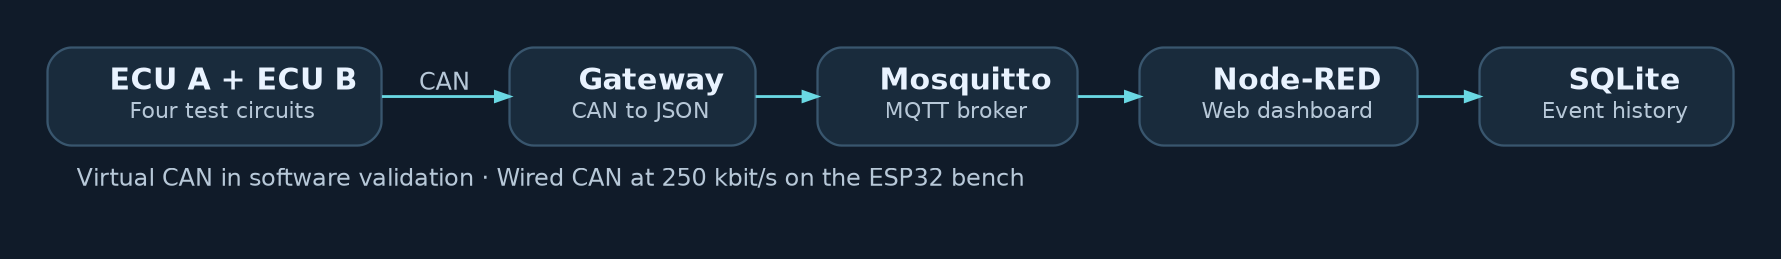 ECU A + ECU B
Four test circuits
CAN
Gateway
CAN to JSON
Mosquitto
MQTT broker
Node-RED
Web dashboard
SQLite
Event history
Virtual CAN in software validation · Wired CAN at 250 kbit/s on the ESP32 bench